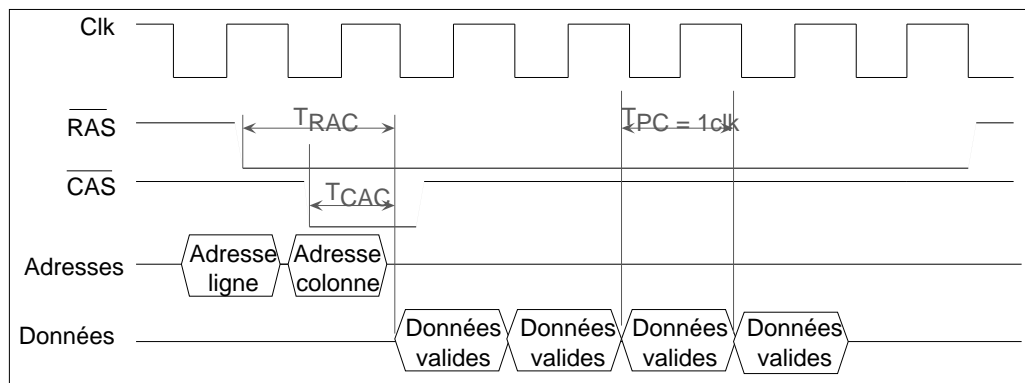 Clk
RAS
TRAC
TPC = 1clk
CAS
TCAC
Adresses
Adresse
ligne
Adresse
colonne
Données
Données
valides
Données
valides
Données
valides
Données
valides